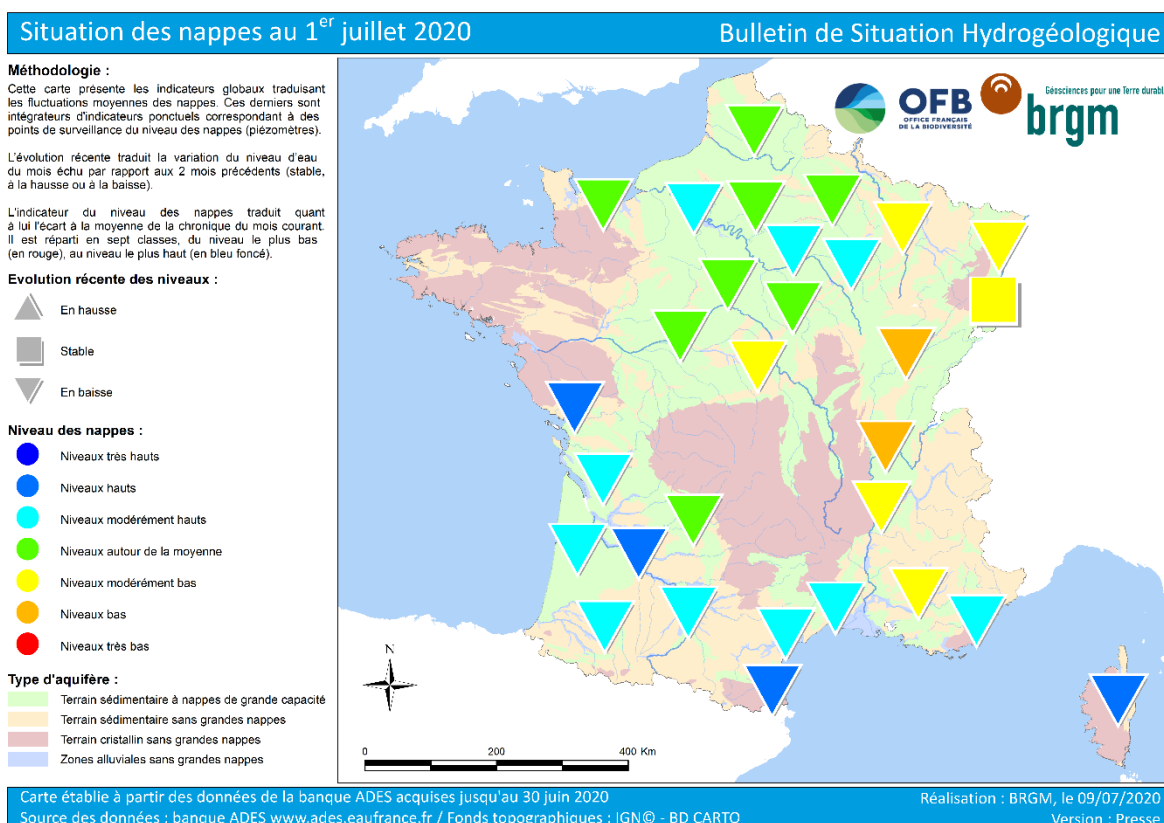 Situation des nappes au 1er juillet 2020
Bulletin de Situation Hydrogéologique
Méthodologie :
Cette carte présente les indicateurs globaux traduisant
les fluctuations moyennes des nappes. Ces derniers sont
intégrateurs d'indicateurs ponctuels correspondant à des
points de surveillance du niveau des nappes (piézomètres).
L'évolution récente traduit la variation du niveau d'eau
du mois échu par rapport aux 2 mois précédents (stable,
à la hausse ou à la baisse).
L'indicateur du niveau des nappes traduit quant
à lui l'écart à la moyenne de la chronique du mois courant.
Il est réparti en sept classes, du niveau le plus bas
(en rouge), au niveau le plus haut (en bleu foncé).
Evolution récente des niveaux :
En hausse
Stable
En baisse
Niveau des nappes :
Niveaux très hauts
Niveaux hauts
Niveaux modérément hauts
Niveaux autour de la moyenne
Niveaux modérément bas
Niveaux bas
Niveaux très bas
Type d'aquifère :
Terrain sédimentaire à nappes de grande capacité
Terrain sédimentaire sans grandes nappes
Terrain cristallin sans grandes nappes
Zones alluviales sans grandes nappes
OFB
OFFICE FRANÇAIS
DE LA BIODIVERSITÉ
Géosciences pour une Terre durabl
brgm
N
0 200 400 Km
Carte établie à partir des données de la banque ADES acquises jusqu'au 30 juin 2020
Source des données : banque ADES www.ades.eaufrance.fr / Fonds topographiques : IGN© - BD CARTO
Réalisation : BRGM, le 09/07/2020
Version : Presse